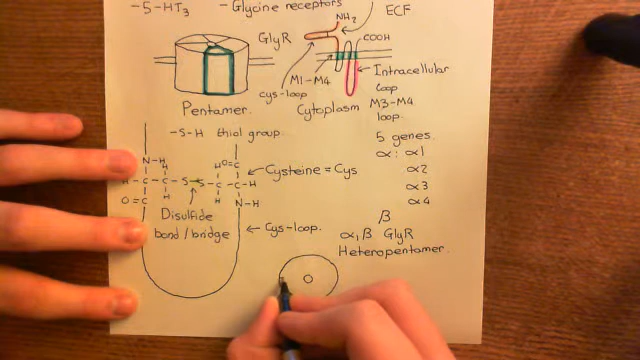 -5-HT3 - Glycine receptors
GlyR
NH2
ECF
COOH
M1-M4
cys-loop
Intracellular
loop
M3-M4
loop.
Pentamer.
Cytoplasm
-S-H thiol group.
5 genes.
α: α1
α2
α3
α4
β
α,β GlyR
Heteropentamer.
N-H
H
H
H O=C
H-C-C-S-S-C-C-H
O=C H
H N-H
Cysteine = Cys
Disulfide
bond/bridge
Cys-loop.